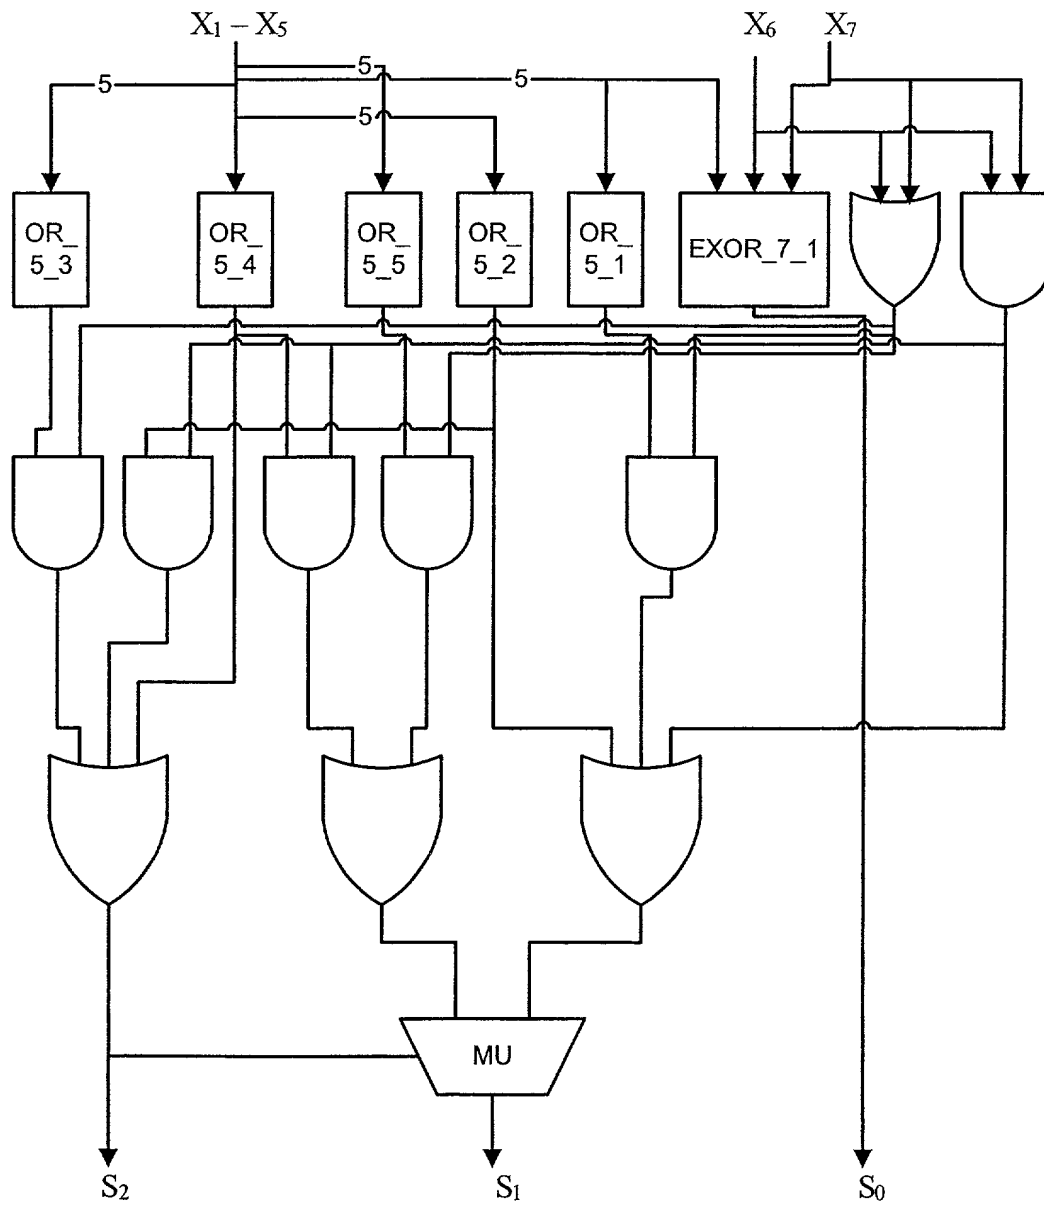 X₁ – X₅
X₆
X₇
5
5
5
5
OR_
5_3
OR_
5_4
OR_
5_5
OR_
5_2
OR_
5_1
EXOR_7_1
MU
S₂
S₁
S₀